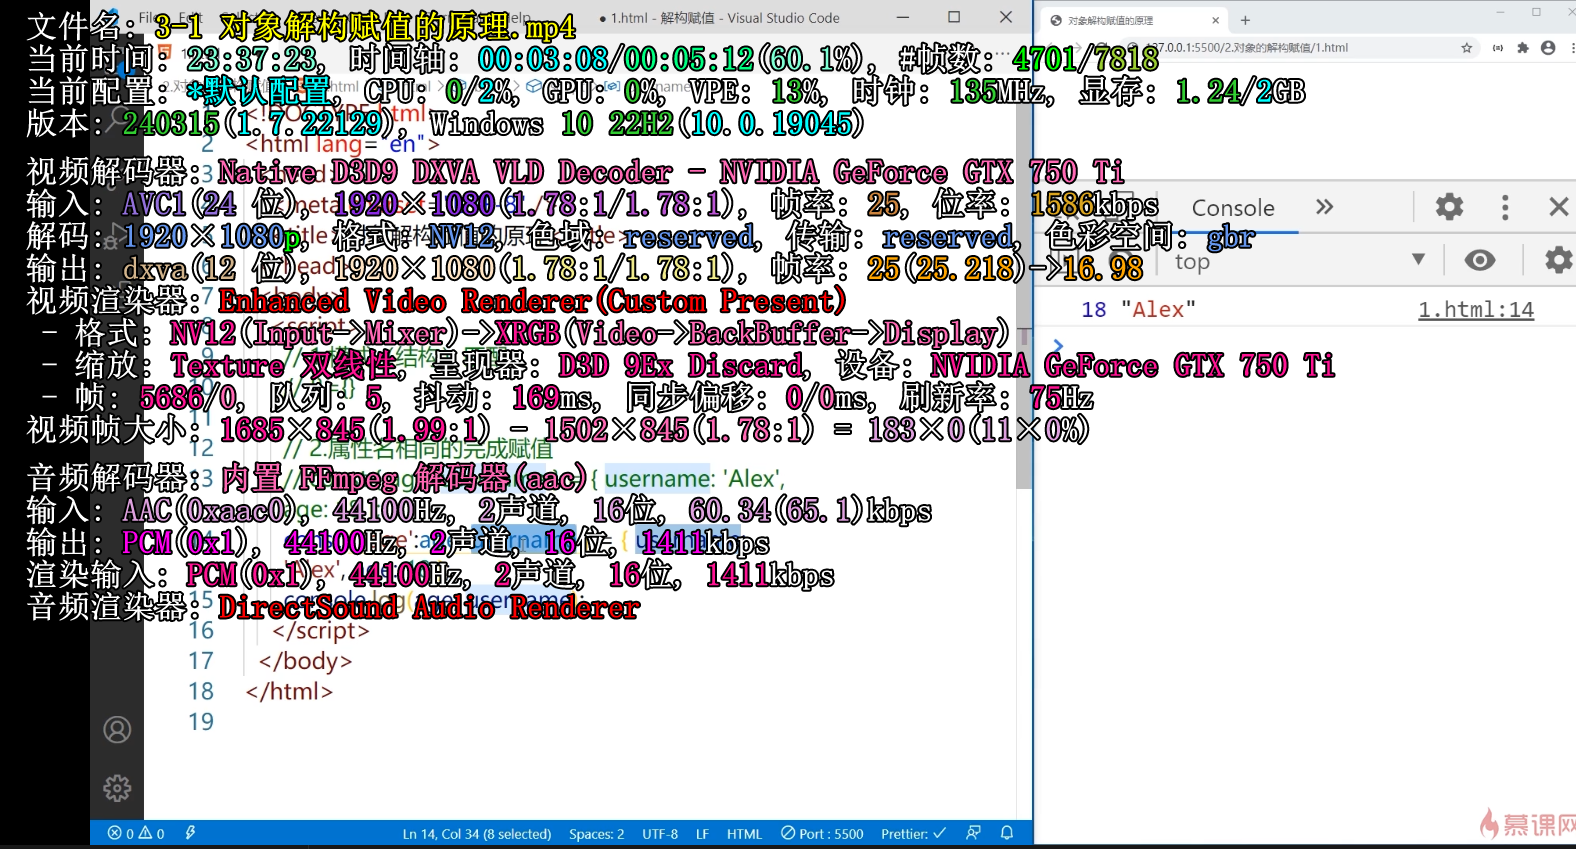 文件名: 3-1 对象解构赋值的原理.mp4
当前时间: 23:37:23, 时间轴: 00:03:08/00:05:12(60.1%), #帧数: 4701/7818
当前配置: *默认配置, CPU: 0/2%, GPU: 0%, VPE: 13%, 时钟: 135MHz, 显存: 1.24/2GB
版本: 240315(1.7.22129), Windows 10 22H2(10.0.19045)
视频解码器: Native D3D9 DXVA VLD Decoder - NVIDIA GeForce GTX 750 Ti
输入: AVC1(24 位), 1920×1080(1.78:1/1.78:1), 帧率: 25, 位率: 1586kbps
解码: 1920×1080p, 格式: NV12, 色域: reserved, 传输: reserved, 色彩空间: gbr
输出: dxva(12 位), 1920×1080(1.78:1/1.78:1), 帧率: 25(25.218)->16.98
视频渲染器: Enhanced Video Renderer(Custom Present)
- 格式: NV12(Input->Mixer)->XRGB(Video->BackBuffer->Display)
- 缩放: Texture 双线性, 呈现器: D3D 9Ex Discard, 设备: NVIDIA GeForce GTX 750 Ti
- 帧: 5686/0, 队列: 5, 抖动: 169ms, 同步偏移: 0/0ms, 刷新率: 75Hz
视频帧大小: 1685×845(1.99:1) - 1502×845(1.78:1) = 183×0(11×0%)
音频解码器: 内置 FFmpeg 解码器(aac)
输入: AAC(0xaac0), 44100Hz, 2声道, 16位, 60.34(65.1)kbps
输出: PCM(0x1), 44100Hz, 2声道, 16位, 1411kbps
渲染输入: PCM(0x1), 44100Hz, 2声道, 16位, 1411kbps
音频渲染器: DirectSound Audio Renderer
● 1.html - 解构赋值 - Visual Studio Code
2 <html lang="en">
12 // 2.属性名相同的完成赋值
{ username: 'Alex',
16 </script>
17 </body>
18 </html>
19
0 0 Ln 14, Col 34 (8 selected) Spaces: 2 UTF-8 LF HTML Port : 5500 Prettier: ✓
对象解构赋值的原理 × +
127.0.0.1:5500/2.对象的解构赋值/1.html
Console »
top
18 "Alex" 1.html:14
慕课网